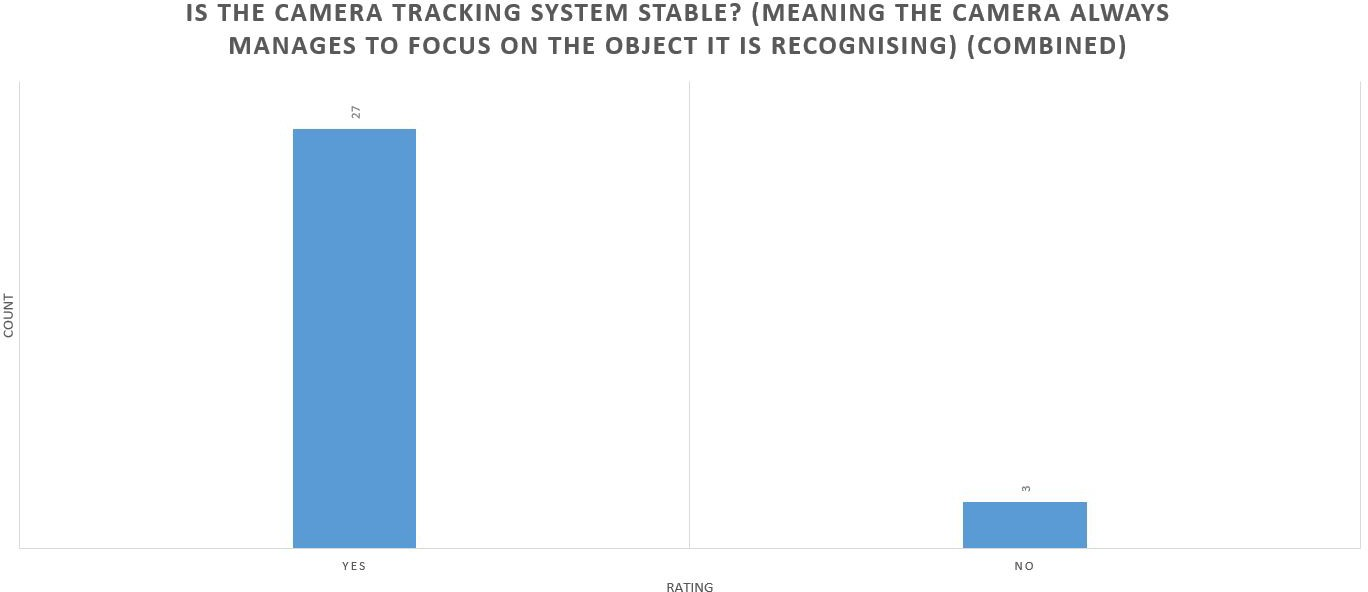 IS THE CAMERA TRACKING SYSTEM STABLE? (MEANING THE CAMERA ALWAYS
MANAGES TO FOCUS ON THE OBJECT IT IS RECOGNISING) (COMBINED)
27
3
COUNT
YES
NO
RATING